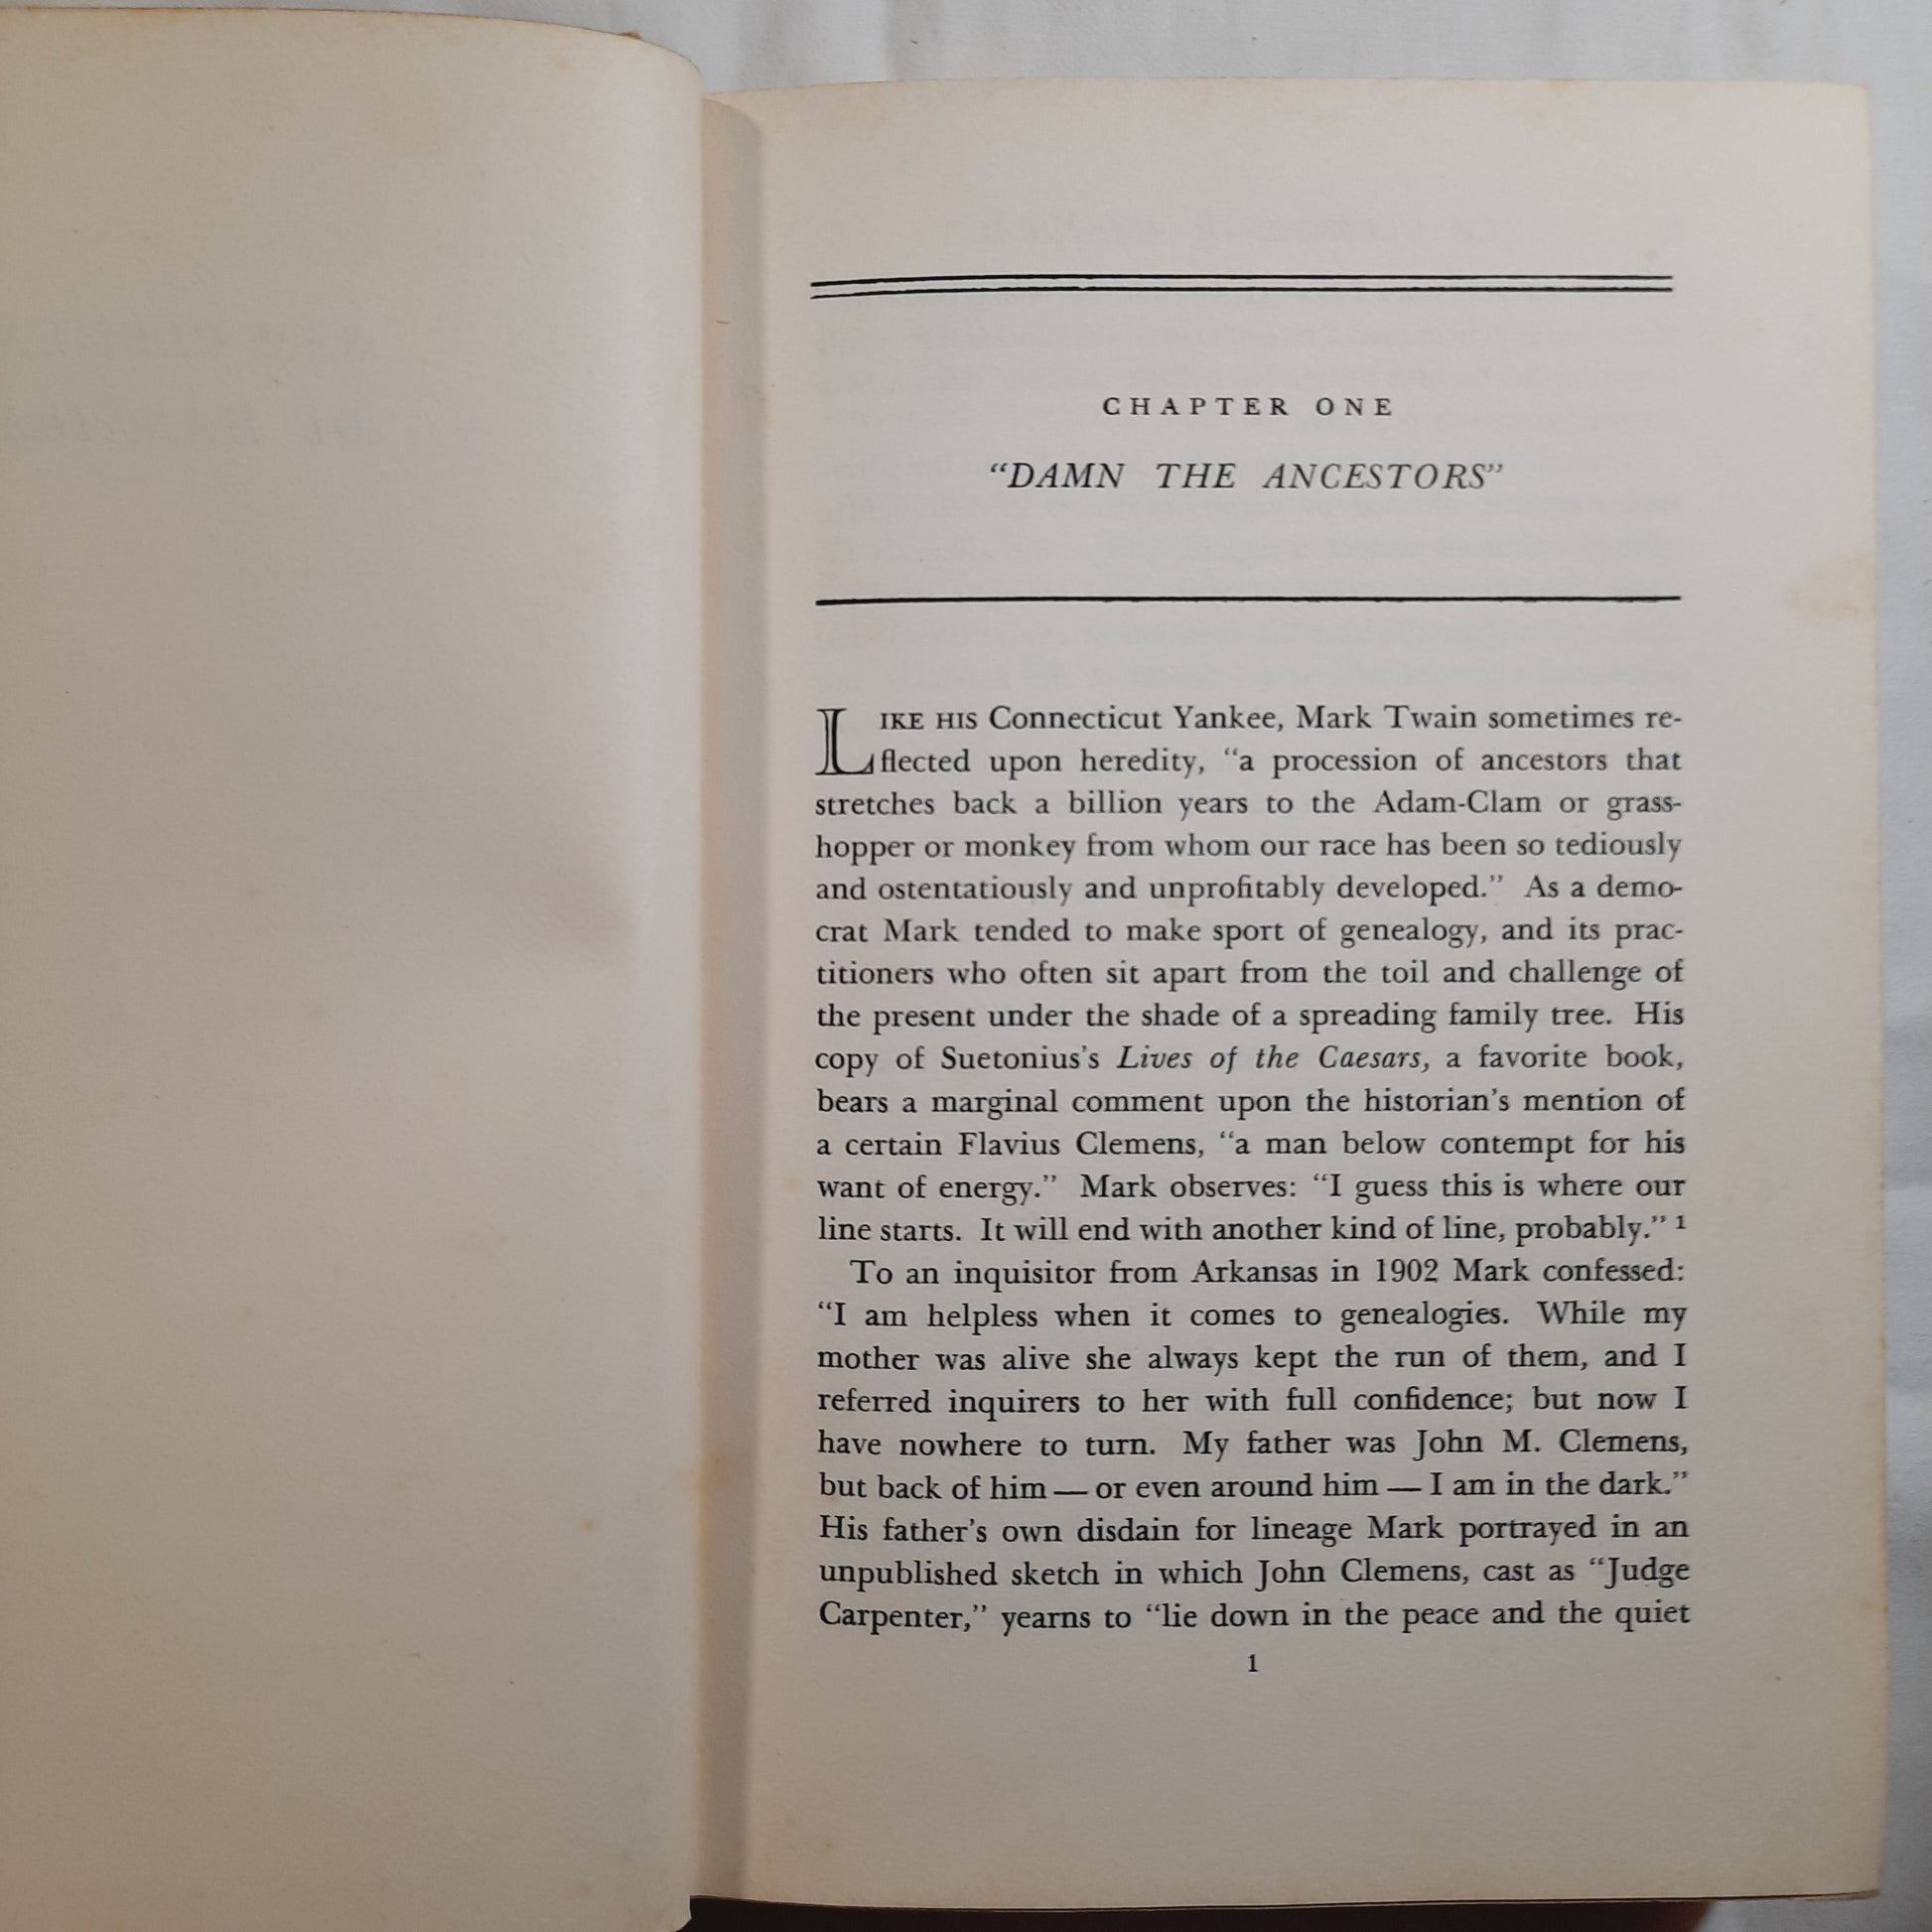 CHAPTER ONE
“DAMN THE ANCESTORS”
LIKE HIS Connecticut Yankee, Mark Twain sometimes re-
flected upon heredity, “a procession of ancestors that
stretches back a billion years to the Adam-Clam or grass-
hopper or monkey from whom our race has been so tediously
and ostentatiously and unprofitably developed.” As a demo-
crat Mark tended to make sport of genealogy, and its prac-
titioners who often sit apart from the toil and challenge of
the present under the shade of a spreading family tree. His
copy of Suetonius’s Lives of the Caesars, a favorite book,
bears a marginal comment upon the historian’s mention of
a certain Flavius Clemens, “a man below contempt for his
want of energy.” Mark observes: “I guess this is where our
line starts. It will end with another kind of line, probably.” 1
To an inquisitor from Arkansas in 1902 Mark confessed:
“I am helpless when it comes to genealogies. While my
mother was alive she always kept the run of them, and I
referred inquirers to her with full confidence; but now I
have nowhere to turn. My father was John M. Clemens,
but back of him — or even around him — I am in the dark.”
His father’s own disdain for lineage Mark portrayed in an
unpublished sketch in which John Clemens, cast as “Judge
Carpenter,” yearns to “lie down in the peace and the quiet
1